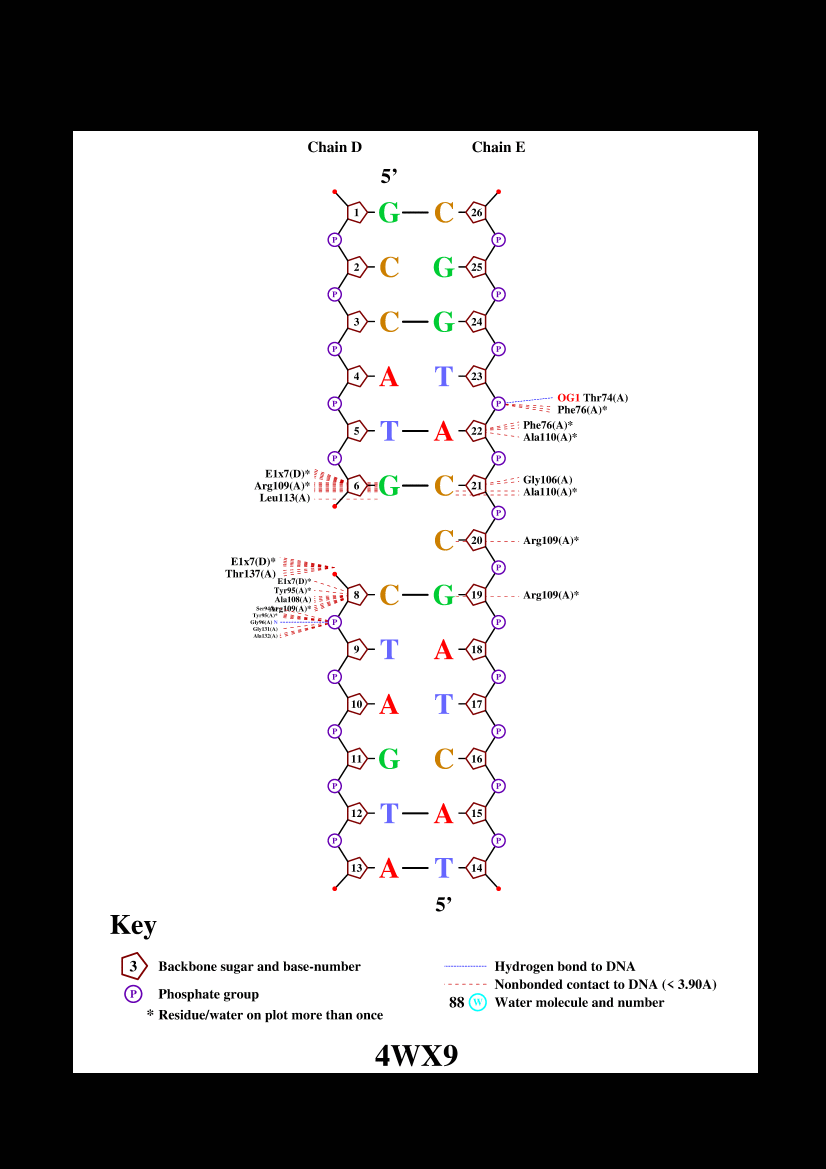 Chain D Chain E
5’
1 G C 26
P P
2 C G 25
P P
3 C G 24
P P
4 A T 23
P P OG1 Thr74(A)
Phe76(A)*
5 T A 22 Phe76(A)*
Ala110(A)*
P P
E1x7(D)*
Arg109(A)* 6 G C 21 Gly106(A)
Leu113(A) Ala110(A)*
P
C 20 Arg109(A)*
P
E1x7(D)*
Thr137(A)
E1x7(D)*
Tyr95(A)*
Ala108(A) 8 C G 19 Arg109(A)*
Arg109(A)*
Tyr95(A)*
Gly96(A) N P P
Gly131(A)
Ala132(A)
9 T A 18
P P
10 A T 17
P P
11 G C 16
P P
12 T A 15
P P
13 A T 14
5’
Key
3 Backbone sugar and base-number
P Phosphate group
* Residue/water on plot more than once
Hydrogen bond to DNA
Nonbonded contact to DNA (< 3.90A)
88 W Water molecule and number
4WX9